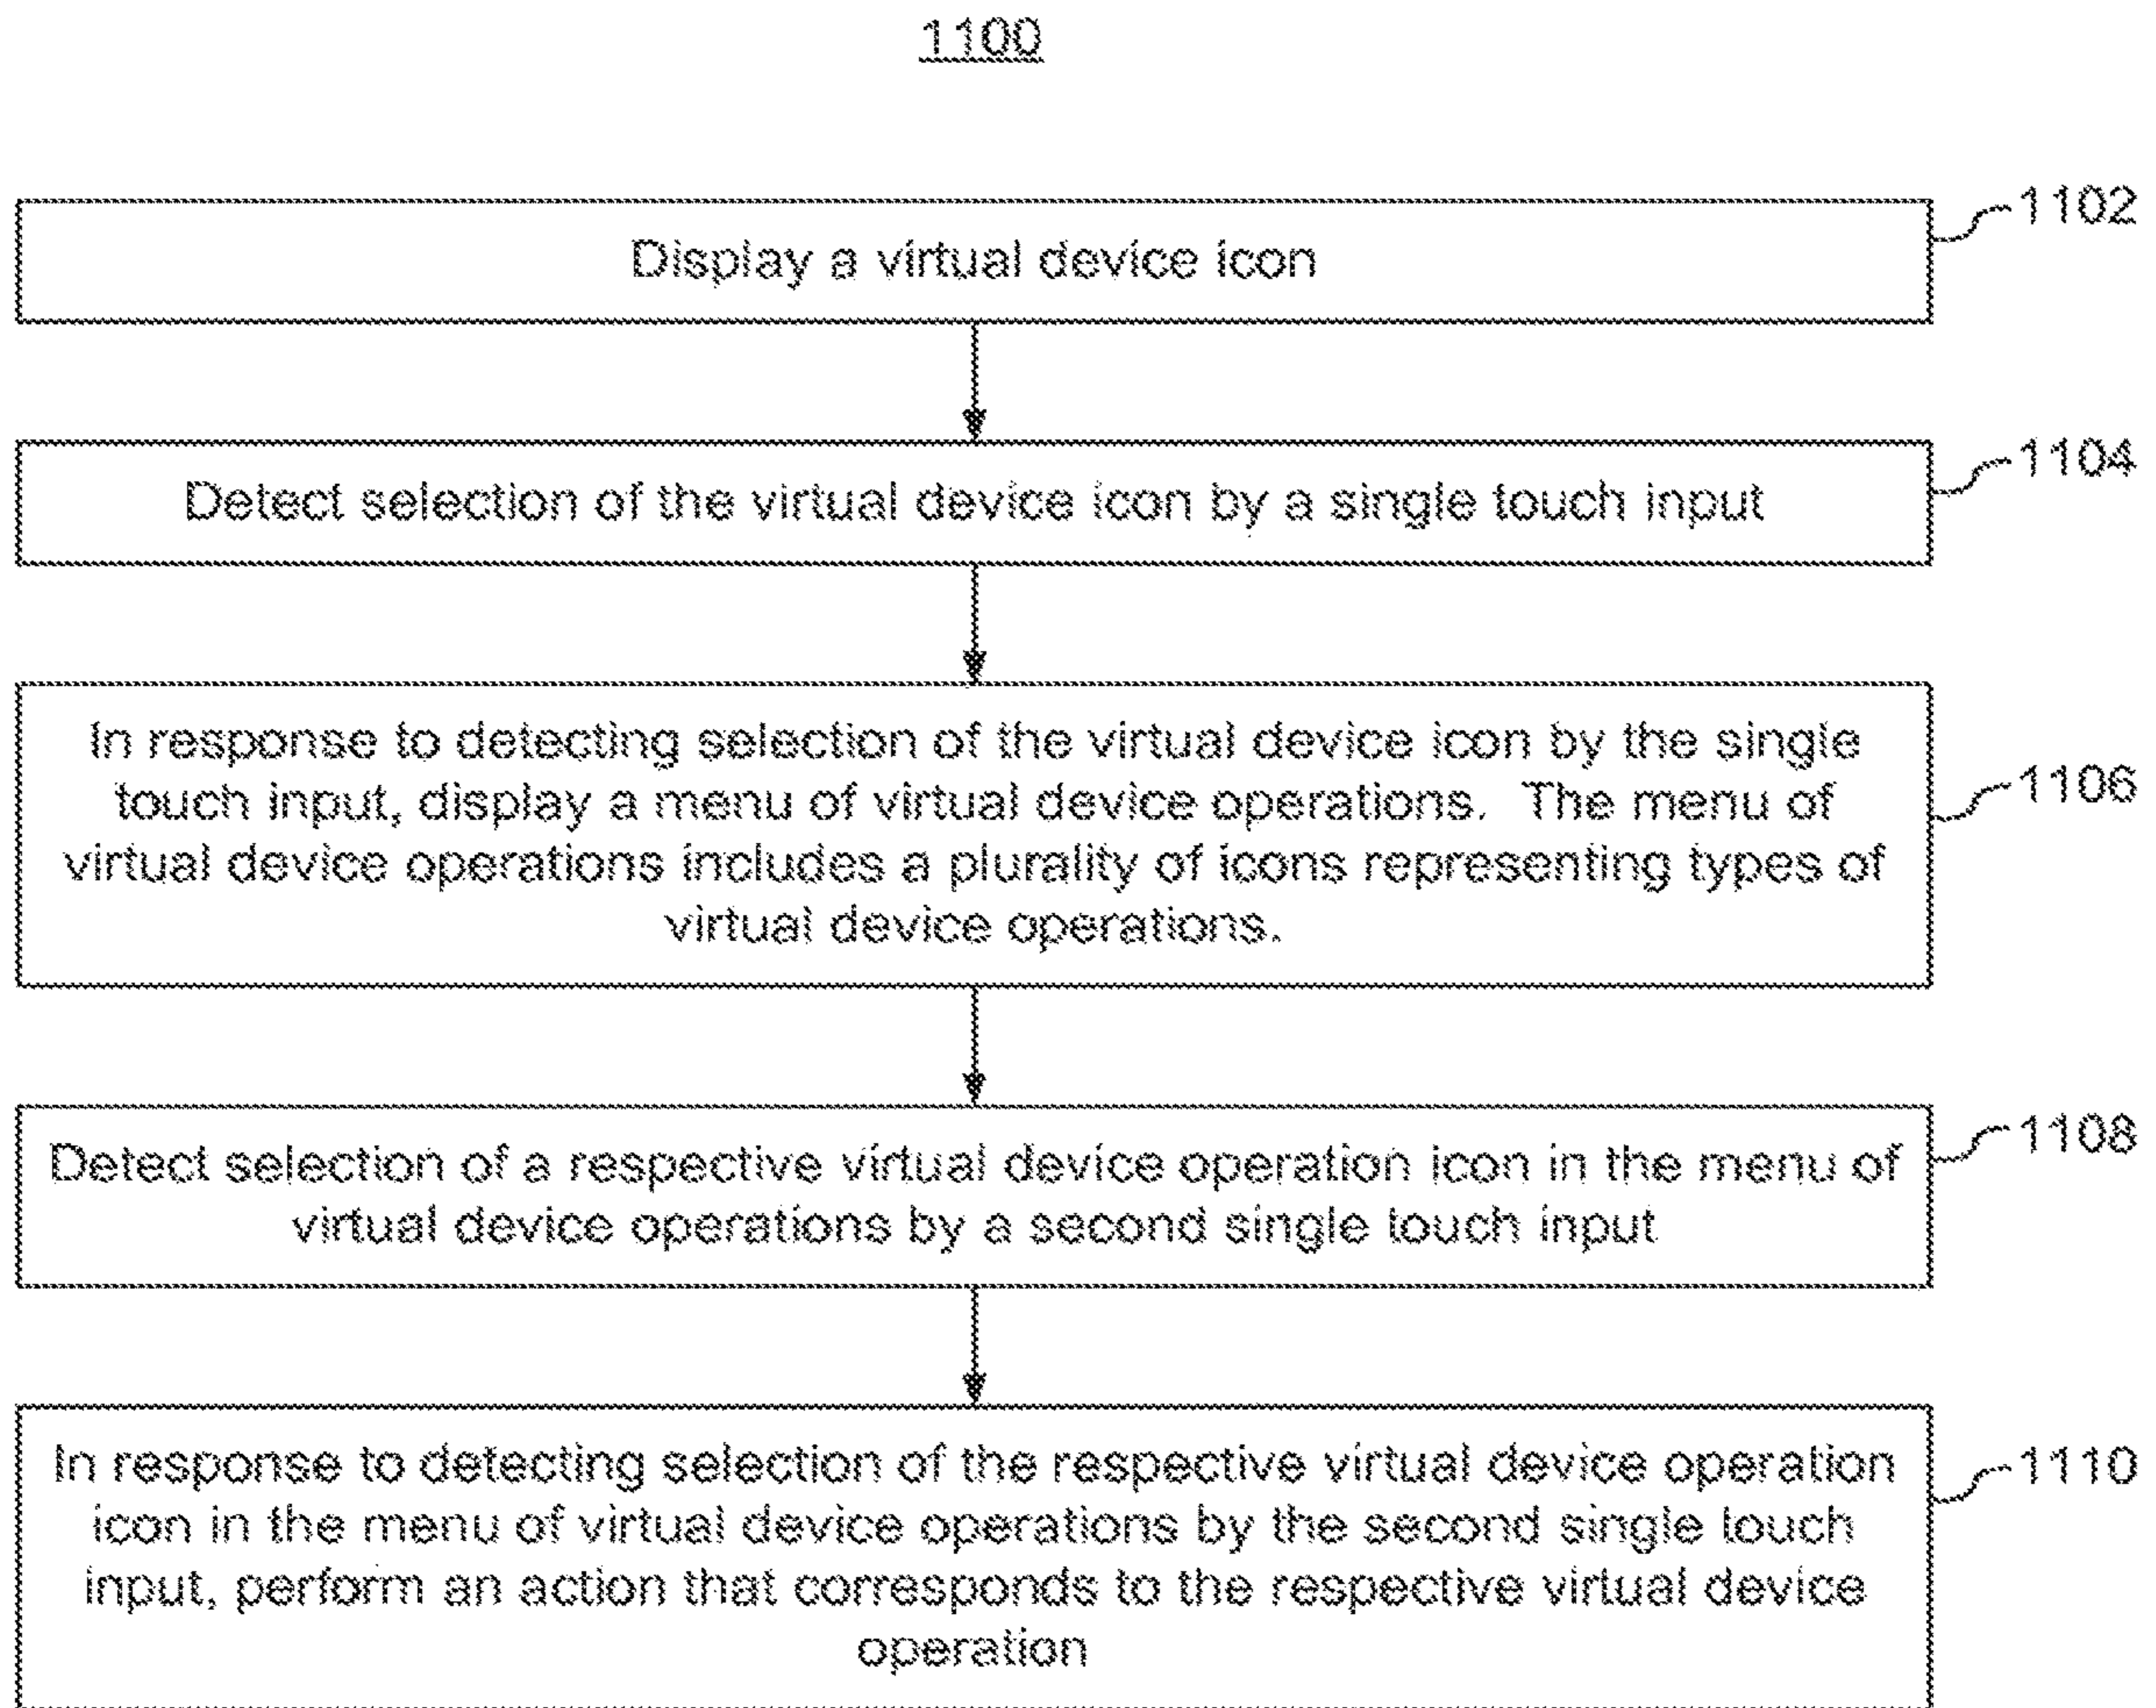 1100
Display a virtual device icon
1102
Detect selection of the virtual device icon by a single touch input
1104
In response to detecting selection of the virtual device icon by the single
touch input, display a menu of virtual device operations. The menu of
virtual device operations includes a plurality of icons representing types of
virtual device operations.
1106
Detect selection of a respective virtual device operation icon in the menu of
virtual device operations by a second single touch input
1108
In response to detecting selection of the respective virtual device operation
icon in the menu of virtual device operations by the second single touch
input, perform an action that corresponds to the respective virtual device
operation
1110